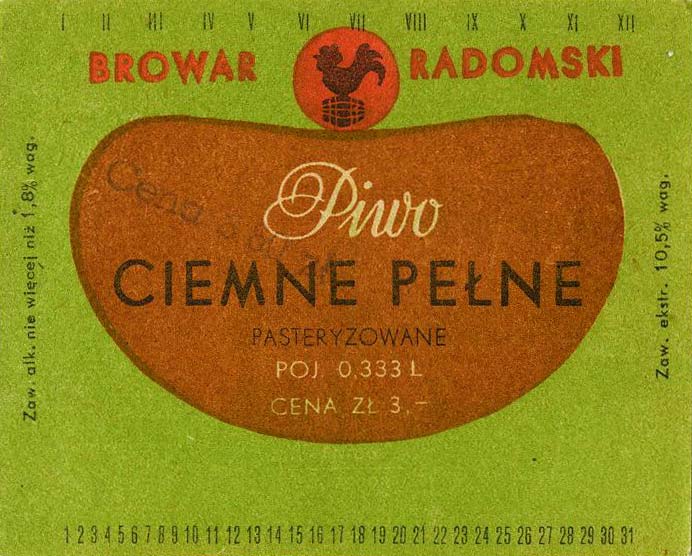 I II III IV V VI VII VIII IX X XI XII
BROWAR RADOMSKI
Piwo
CIEMNE PEŁNE
PASTERYZOWANE
POJ. 0,333 L
CENA ZŁ 3,–
Zaw. alk. nie więcej niż 1,8% wag.
Zaw. ekstr. 10,5% wag.
Cena
1 2 3 4 5 6 7 8 9 10 11 12 13 14 15 16 17 18 19 20 21 22 23 24 25 26 27 28 29 30 31